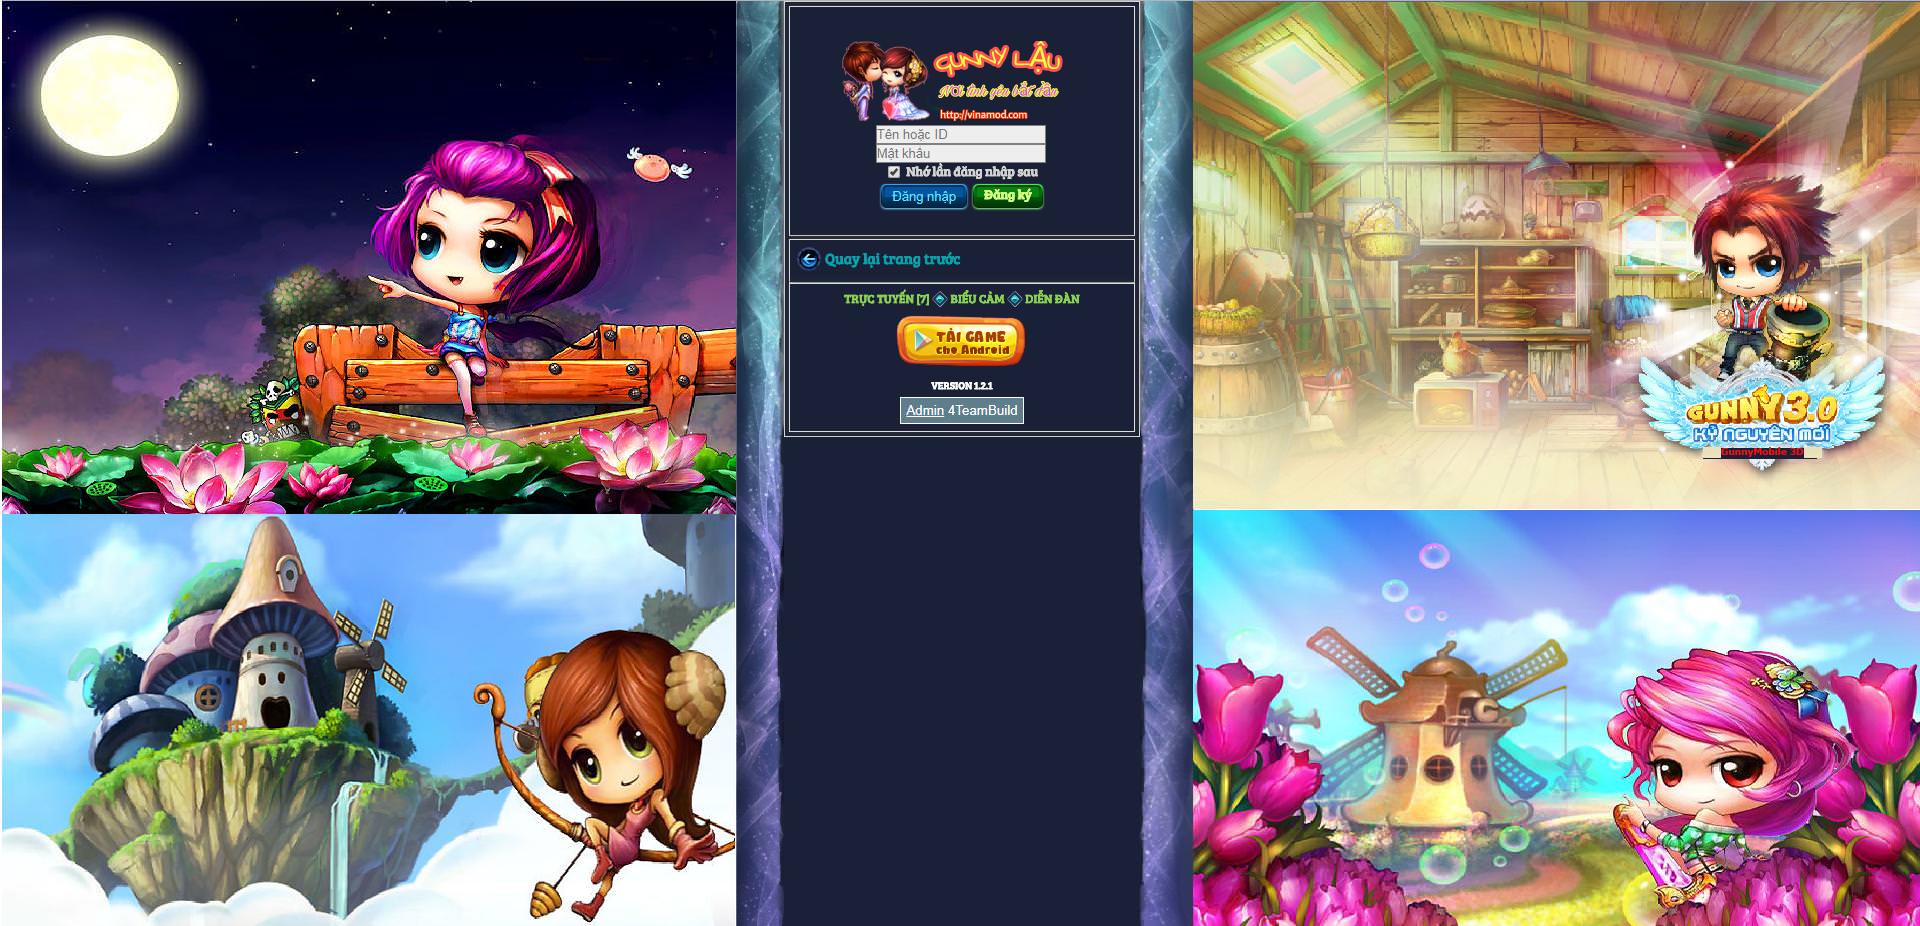 GUNNY LẬU
Nơi tình yêu bắt đầu
http://vinamod.com
Tên hoặc ID
Mật khẩu
Nhớ lần đăng nhập sau
Đăng nhập Đăng ký
Quay lại trang trước
TRỰC TUYẾN [7] BIỂU CẢM DIỄN ĐÀN
TẢI GAME
cho Android
VERSION 1.2.1
Admin 4TeamBuild
GUNNY3.0
KỶ NGUYÊN MỚI
GunnyMobile 3D